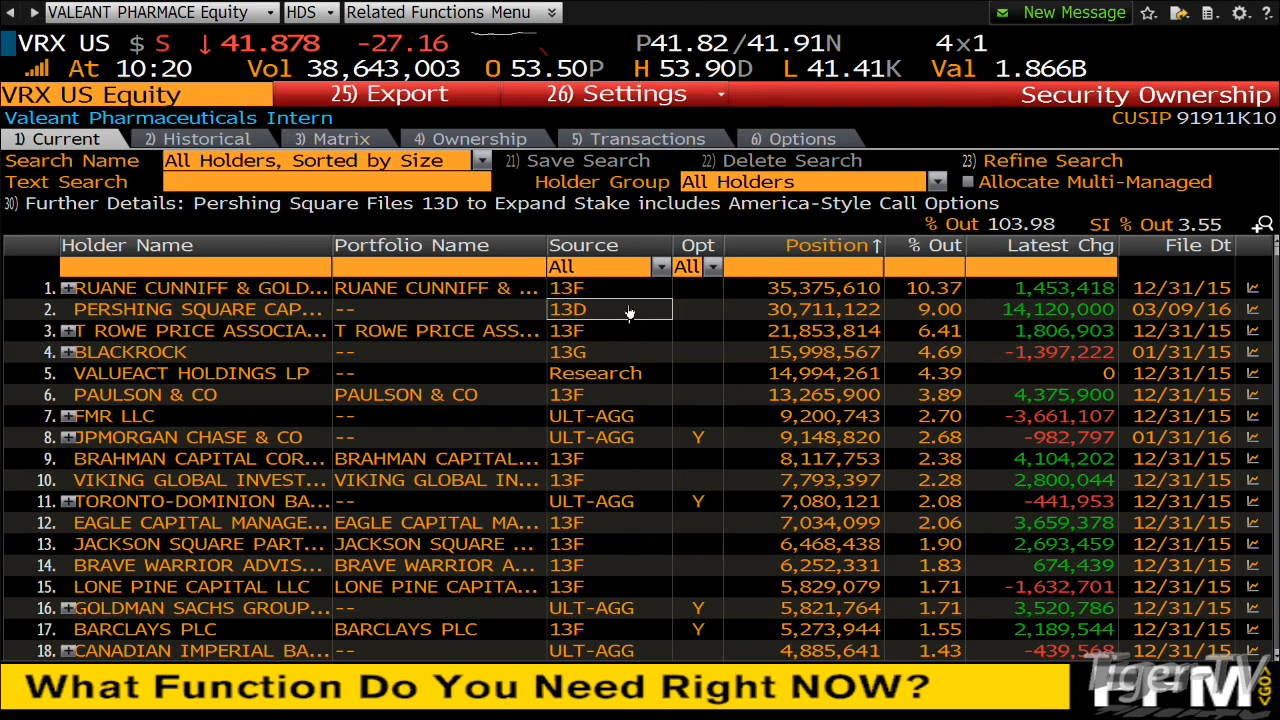 VALEANT PHARMACE Equity HDS Related Functions Menu New Message
VRX US $ S ↓ 41.878 -27.16 P41.82 /41.91N 4x1
At 10:20 Vol 38,643,003 O 53.50P H 53.90D L 41.41K Val 1.866B
VRX US Equity 25) Export 26) Settings Security Ownership
Valeant Pharmaceuticals Intern CUSIP 91911K10
1) Current 2) Historical 3) Matrix 4) Ownership 5) Transactions 6) Options
Search Name All Holders, Sorted by Size 21) Save Search 22) Delete Search 23) Refine Search
Text Search Holder Group All Holders Allocate Multi-Managed
30) Further Details: Pershing Square Files 13D to Expand Stake includes America-Style Call Options
% Out 103.98 SI % Out 3.55
Holder Name Portfolio Name Source Opt Position↑ % Out Latest Chg File Dt
All All
1. RUANE CUNNIFF & GOLD... RUANE CUNNIFF & ... 13F 35,375,610 10.37 1,453,418 12/31/15
2. PERSHING SQUARE CAP... -- 13D 30,711,122 9.00 14,120,000 03/09/16
3. T ROWE PRICE ASSOCIA... T ROWE PRICE ASS... 13F 21,853,814 6.41 1,806,903 12/31/15
4. BLACKROCK -- 13G 15,998,567 4.69 -1,397,222 01/31/15
5. VALUEACT HOLDINGS LP -- Research 14,994,261 4.39 0 12/31/15
6. PAULSON & CO PAULSON & CO 13F 13,265,900 3.89 4,375,900 12/31/15
7. FMR LLC -- ULT-AGG 9,200,743 2.70 -3,661,107 12/31/15
8. JPMORGAN CHASE & CO -- ULT-AGG Y 9,148,820 2.68 -982,797 01/31/16
9. BRAHMAN CAPITAL COR... BRAHMAN CAPITAL... 13F 8,117,753 2.38 4,104,202 12/31/15
10. VIKING GLOBAL INVEST... VIKING GLOBAL IN... 13F 7,793,397 2.28 2,800,044 12/31/15
11. TORONTO-DOMINION BA... -- ULT-AGG Y 7,080,121 2.08 -441,953 12/31/15
12. EAGLE CAPITAL MANAGE... EAGLE CAPITAL MA... 13F 7,034,099 2.06 3,659,378 12/31/15
13. JACKSON SQUARE PART... JACKSON SQUARE ... 13F 6,468,438 1.90 2,693,459 12/31/15
14. BRAVE WARRIOR ADVIS... BRAVE WARRIOR A... 13F 6,252,331 1.83 674,439 12/31/15
15. LONE PINE CAPITAL LLC LONE PINE CAPITA... 13F 5,829,079 1.71 -1,632,701 12/31/15
16. GOLDMAN SACHS GROUP... -- ULT-AGG Y 5,821,764 1.71 3,520,786 12/31/15
17. BARCLAYS PLC BARCLAYS PLC 13F Y 5,273,944 1.55 2,189,544 12/31/15
18. CANADIAN IMPERIAL BA... -- ULT-AGG 4,885,641 1.43 -439,568 12/31/15
What Function Do You Need Right NOW?
Tiger-TV
<GO>